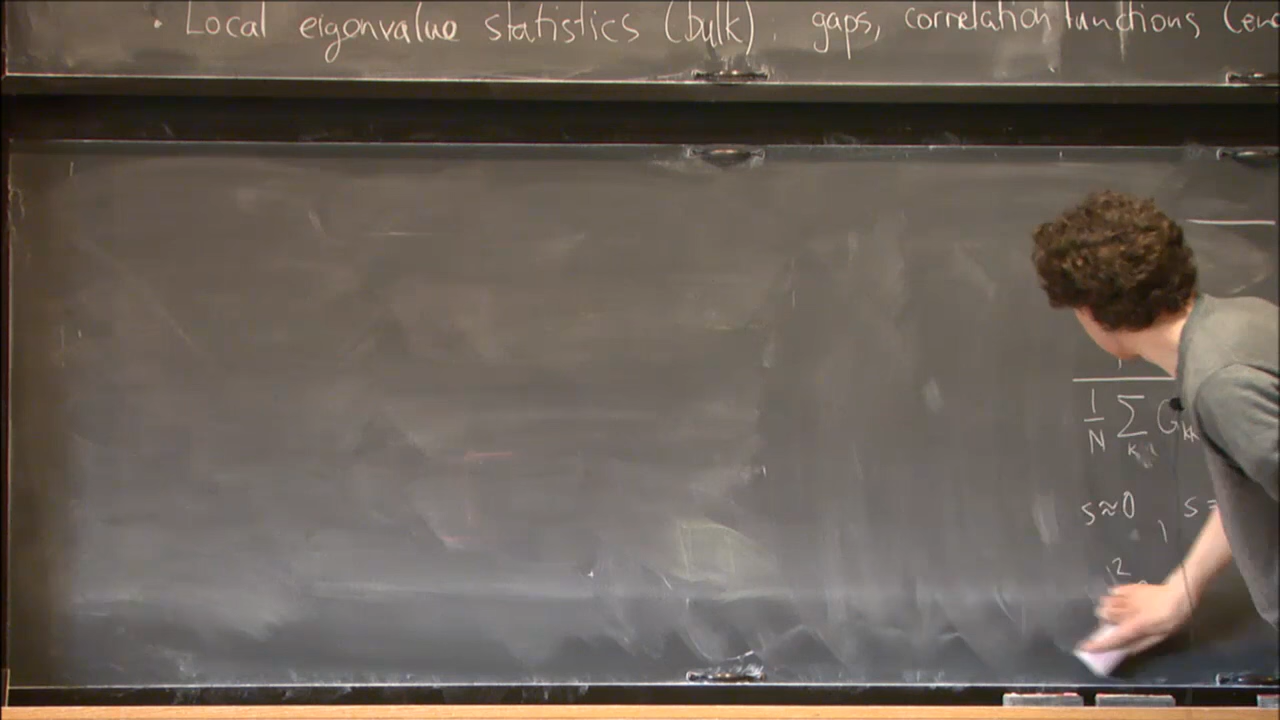 • Local eigenvalue statistics (bulk): gaps, correlation functions
1/N ∑ G
s≈0 s=